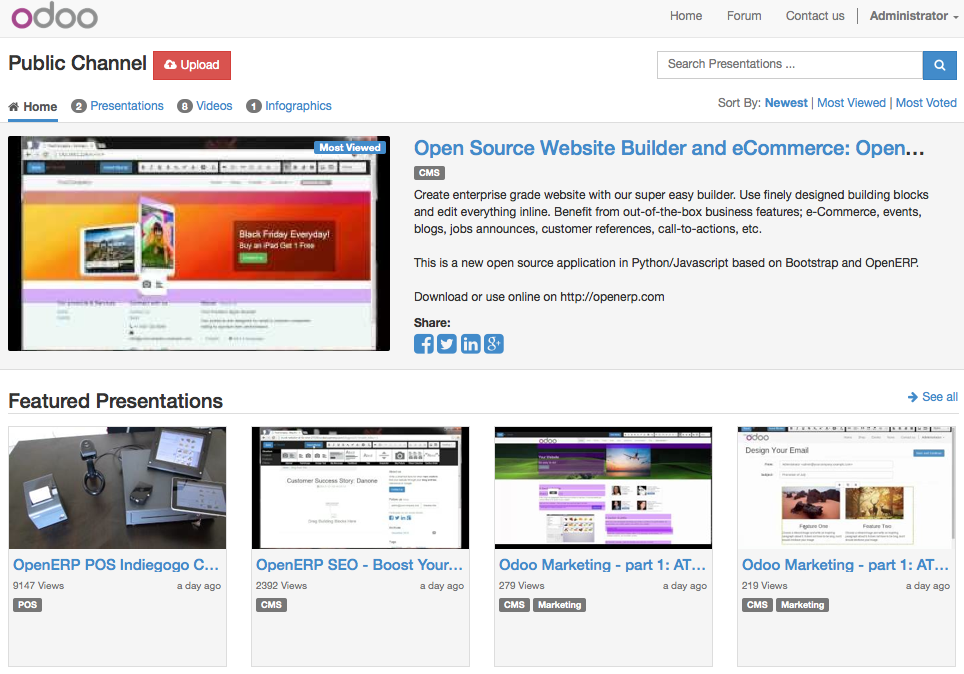 odoo
Home Forum Contact us Administrator
Public Channel Upload
Search Presentations ...
Home 2 Presentations 8 Videos 1 Infographics
Sort By: Newest | Most Viewed | Most Voted
Most Viewed
Black Friday Everyday!
Buy an iPad Get 1 Free
Open Source Website Builder and eCommerce: Open...
CMS
Create enterprise grade website with our super easy builder. Use finely designed building blocks
and edit everything inline. Benefit from out-of-the-box business features; e-Commerce, events,
blogs, jobs announces, customer references, call-to-actions, etc.
This is a new open source application in Python/Javascript based on Bootstrap and OpenERP.
Download or use online on http://openerp.com
Share:
Featured Presentations
See all
Customer Success Story: Danone
Drag Building Blocks Here
odoo
odoo
Design Your Email
Feature One Feature Two
OpenERP POS Indiegogo C...
9147 Views a day ago
POS
OpenERP SEO - Boost Your...
2392 Views a day ago
CMS
Odoo Marketing - part 1: AT...
279 Views a day ago
CMS Marketing
Odoo Marketing - part 1: AT...
219 Views a day ago
CMS Marketing